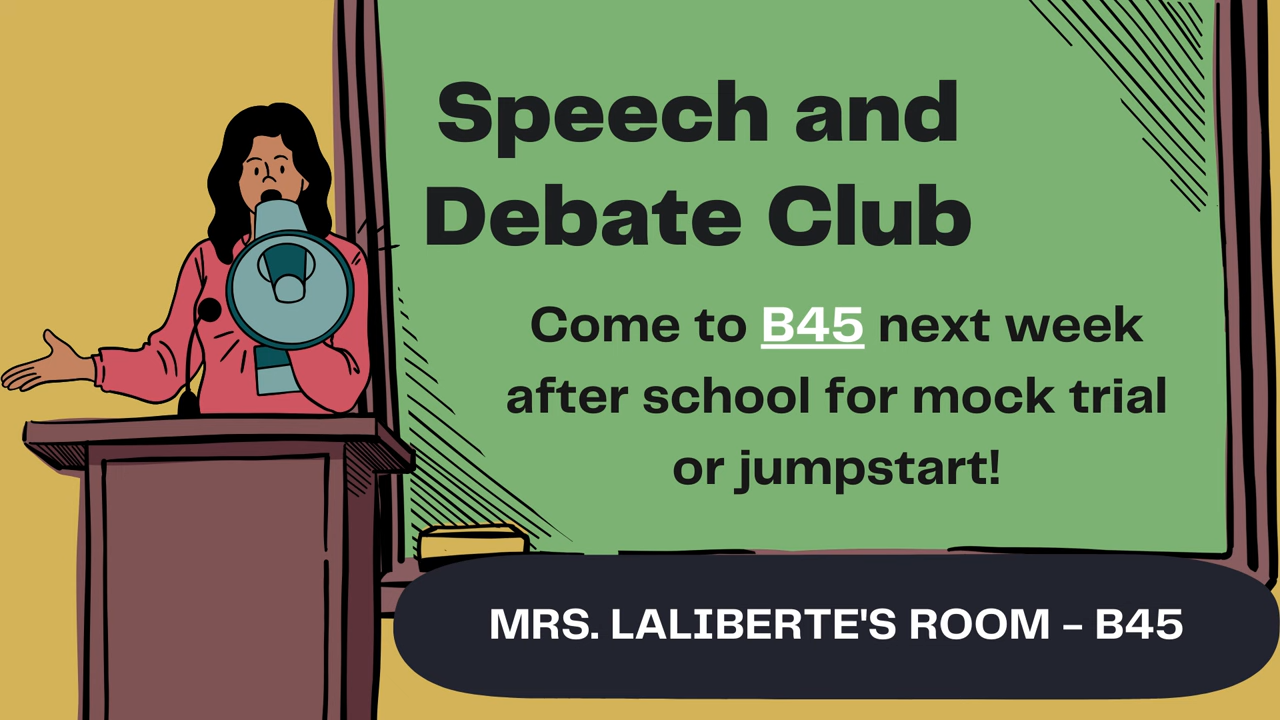 Speech and
Debate Club
Come to B45 next week
after school for mock trial
or jumpstart!
MRS. LALIBERTE'S ROOM – B45